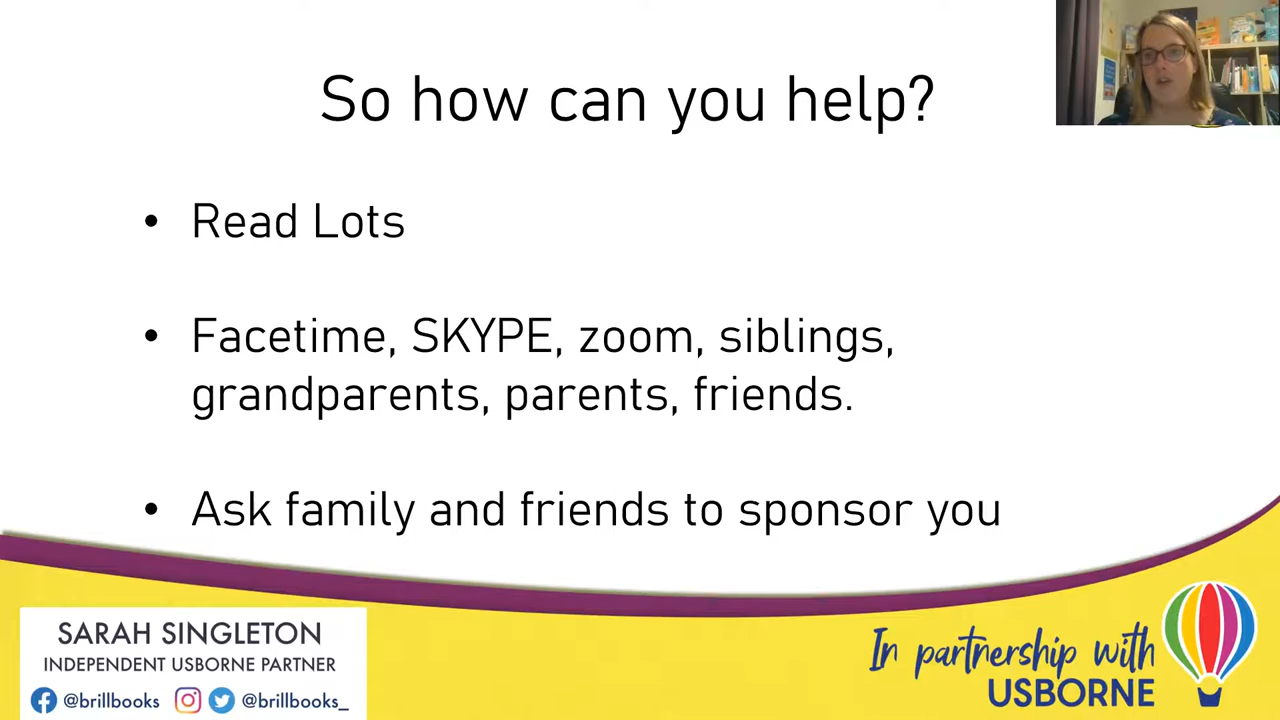 So how can you help?
• Read Lots
• Facetime, SKYPE, zoom, siblings,
grandparents, parents, friends.
• Ask family and friends to sponsor you
SARAH SINGLETON
INDEPENDENT USBORNE PARTNER
@brillbooks @brillbooks_
In partnership with
USBORNE